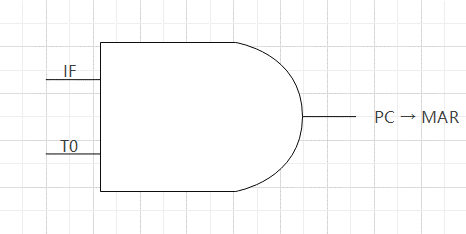 IF
PC → MAR
T0